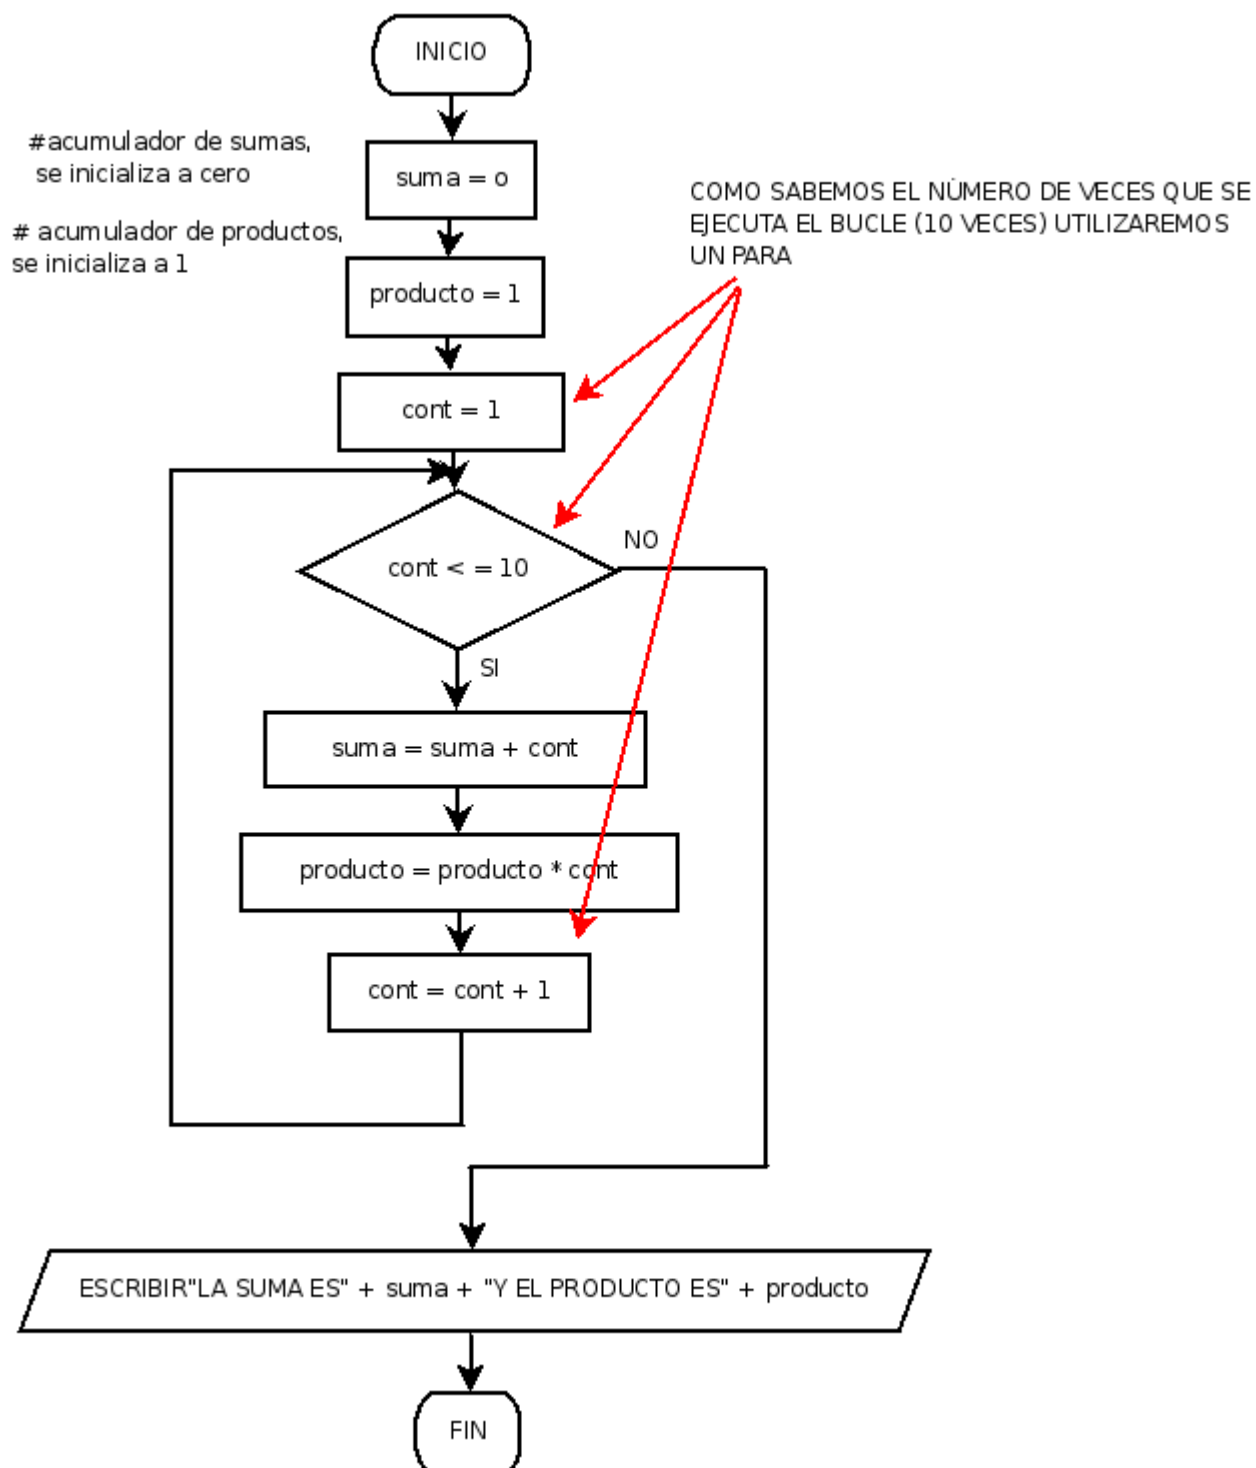 INICIO
#acumulador de sumas,
se inicializa a cero
suma = o
# acumulador de productos,
se inicializa a 1
producto = 1
COMO SABEMOS EL NÚMERO DE VECES QUE SE
EJECUTA EL BUCLE (10 VECES) UTILIZAREMOS
UN PARA
cont = 1
cont < = 10
NO
SI
suma = suma + cont
producto = producto * cont
cont = cont + 1
ESCRIBIR"LA SUMA ES" + suma + "Y EL PRODUCTO ES" + producto
FIN